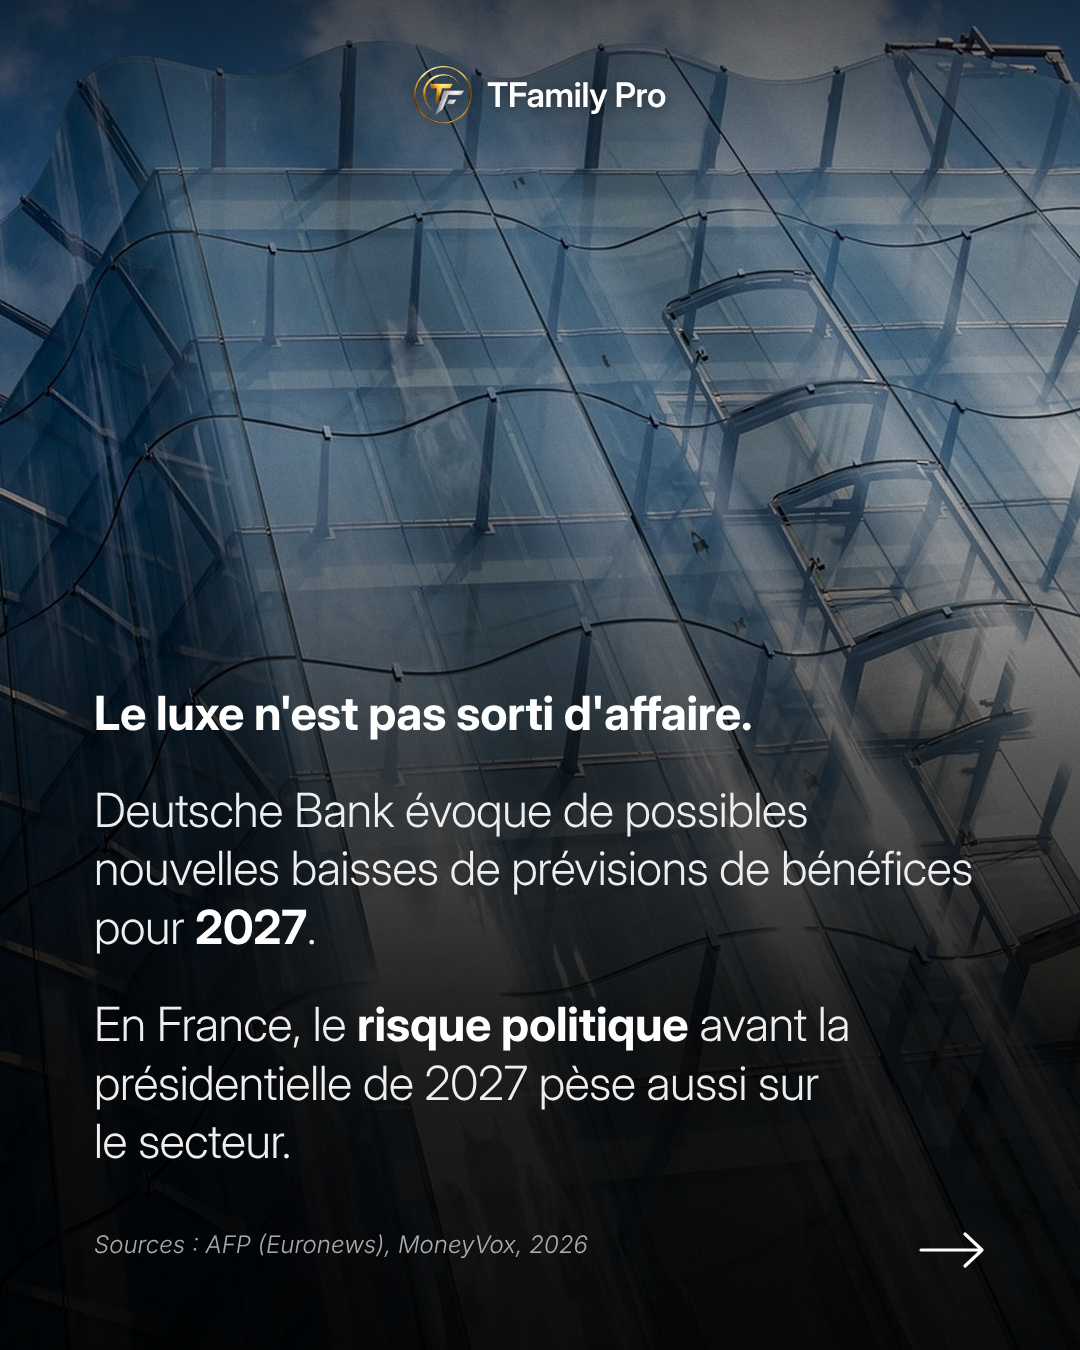 TFamily Pro
Le luxe n'est pas sorti d'affaire.
Deutsche Bank évoque de possibles
nouvelles baisses de prévisions de bénéfices
pour 2027.
En France, le risque politique avant la
présidentielle de 2027 pèse aussi sur
le secteur.
Sources : AFP (Euronews), MoneyVox, 2026